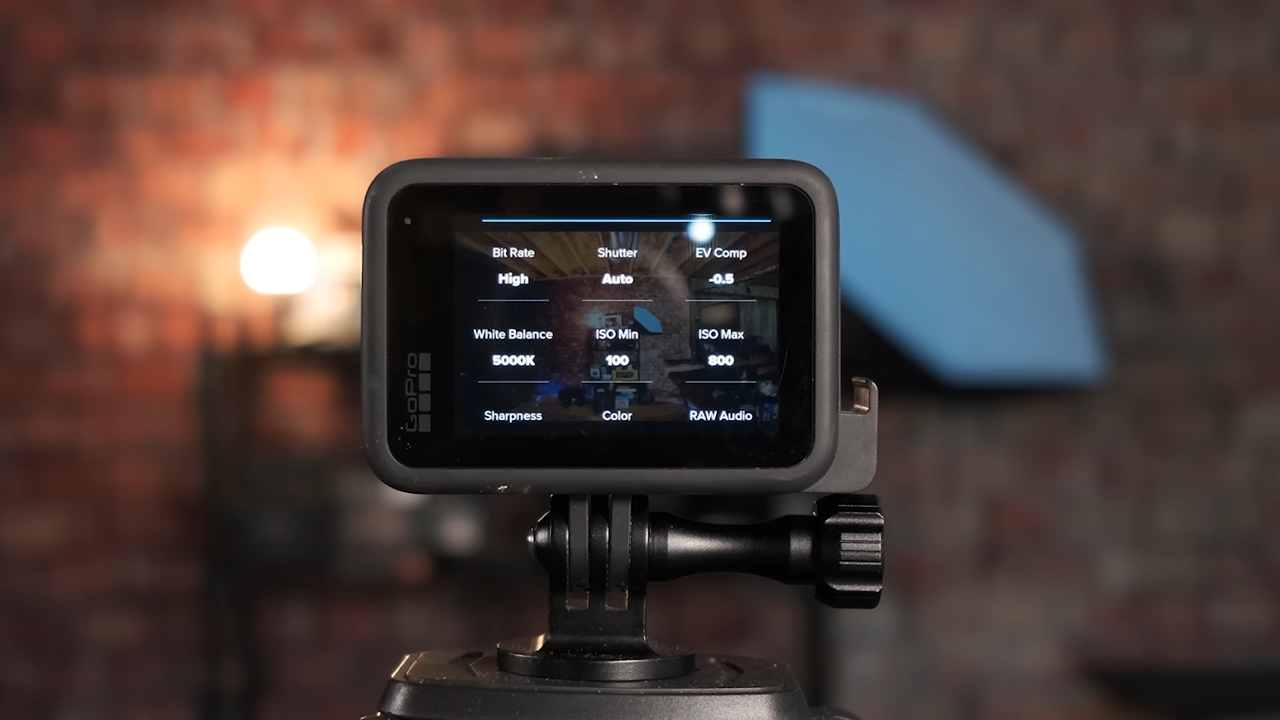 Bit Rate Shutter EV Comp
High Auto -0.5
White Balance ISO Min ISO Max
5000K 100 800
Sharpness Color RAW Audio
GoPro